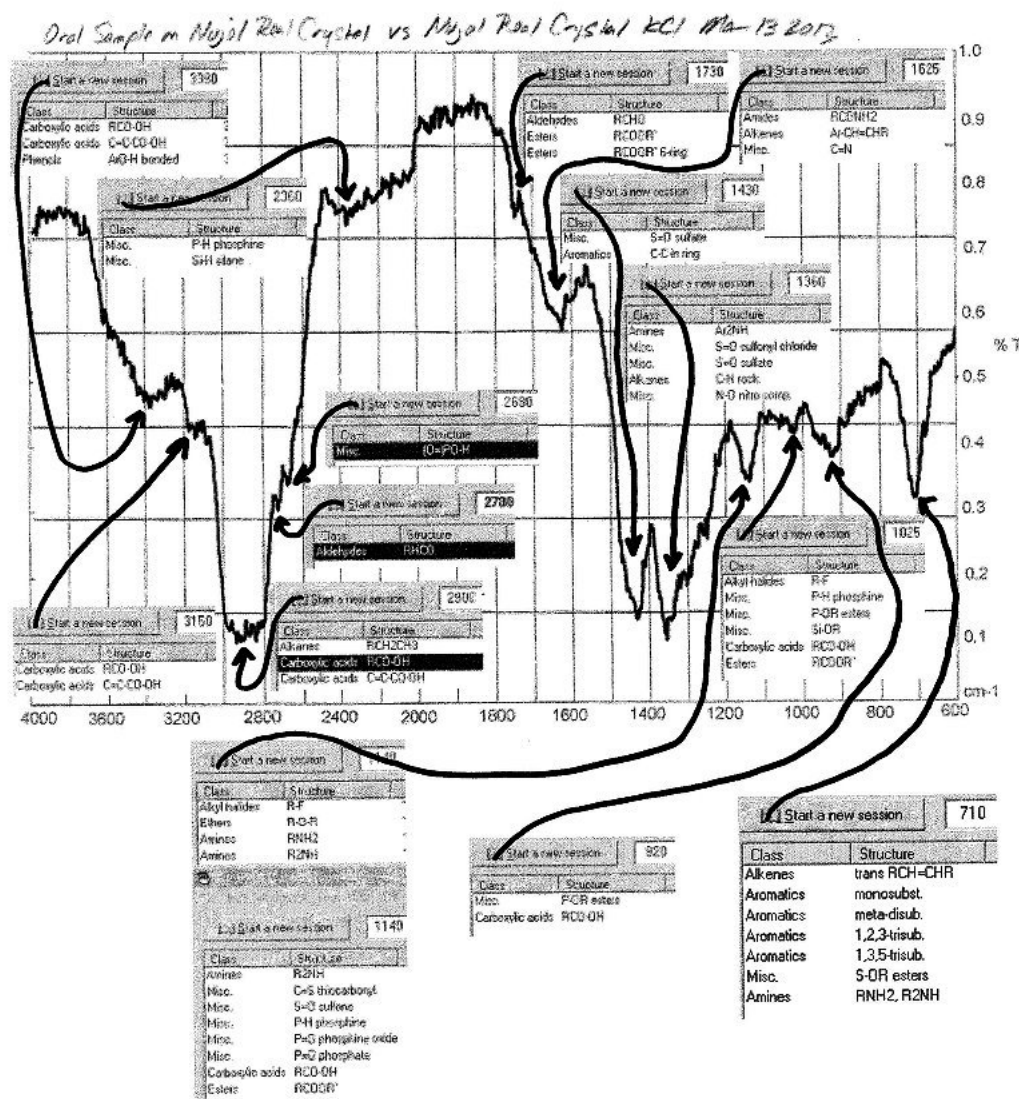 Oral Sample on Nujol Real Crystal vs Nujol Real Crystal KCl Mar 13 2013
Start a new session 3380
Class Structure
Carboxylic acids RCO-OH
Carboxylic acids C=C-CO-OH
Phenols ArO-H bonded
Start a new session 2360
Class Structure
Misc. P-H phosphine
Misc. Si-H silane
Start a new session 1730
Class Structure
Aldehydes RCHO
Esters RCOOR'
Esters RCOOR' 6-ring
Start a new session 1625
Class Structure
Amides RCONH2
Alkenes Ar-CH=CHR
Misc. C=N
Start a new session 1430
Class Structure
Misc. S=O sulfate
Aromatics C-C in ring
Start a new session 1360
Class Structure
Amines Ar2NH
Misc. S=O sulfonyl chloride
Misc. S=O sulfate
Alkenes C-H rock
Misc. N-O nitro comp.
Start a new session 2680
Class Structure
Misc. (O=)PO-H
Start a new session 2780
Class Structure
Aldehydes RHCO
Start a new session 2900
Class Structure
Alkanes RCH2CH3
Carboxylic acids RCO-OH
Carboxylic acids C=C-CO-OH
Start a new session 3150
Class Structure
Carboxylic acids RCO-OH
Carboxylic acids C=C-CO-OH
Start a new session 1025
Class Structure
Alkyl halides R-F
Misc. P-H phosphine
Misc. P-OR esters
Misc. Si-OR
Carboxylic acids RCO-OH
Esters RCOOR'
1.0
0.9
0.8
0.7
0.6
% T
0.5
0.4
0.3
0.2
0.1
cm-1
4000 3600 3200 2800 2400 2000 1800 1600 1400 1200 1000 800 600
Start a new session 1140
Class Structure
Alkyl halides R-F
Ethers R-O-R
Amines RNH2
Amines R2NH
Start a new session 1140
Class Structure
Amines R2NH
Misc. C=S thiocarbonyl
Misc. S=O sulfone
Misc. P-H phosphine
Misc. P=O phosphine oxide
Misc. P=O phosphate
Carboxylic acids RCO-OH
Esters RCOOR'
Start a new session 920
Class Structure
Misc. P-OR esters
Carboxylic acids RCO-OH
Start a new session 710
Class Structure
Alkenes trans RCH=CHR
Aromatics monosubst.
Aromatics meta-disub.
Aromatics 1,2,3-trisub.
Aromatics 1,3,5-trisub.
Misc. S-OR esters
Amines RNH2, R2NH